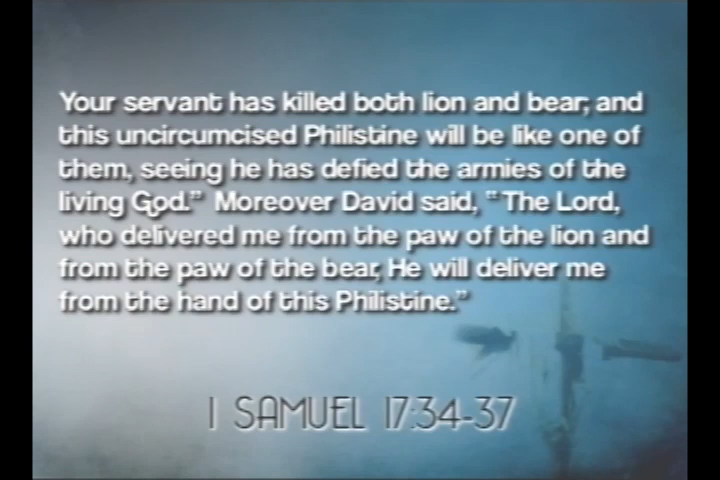 Your servant has killed both lion and bear; and
this uncircumcised Philistine will be like one of
them, seeing he has defied the armies of the
living God." Moreover David said, " The Lord,
who delivered me from the paw of the lion and
from the paw of the bear, He will deliver me
from the hand of this Philistine."
1 SAMUEL 17:34-37